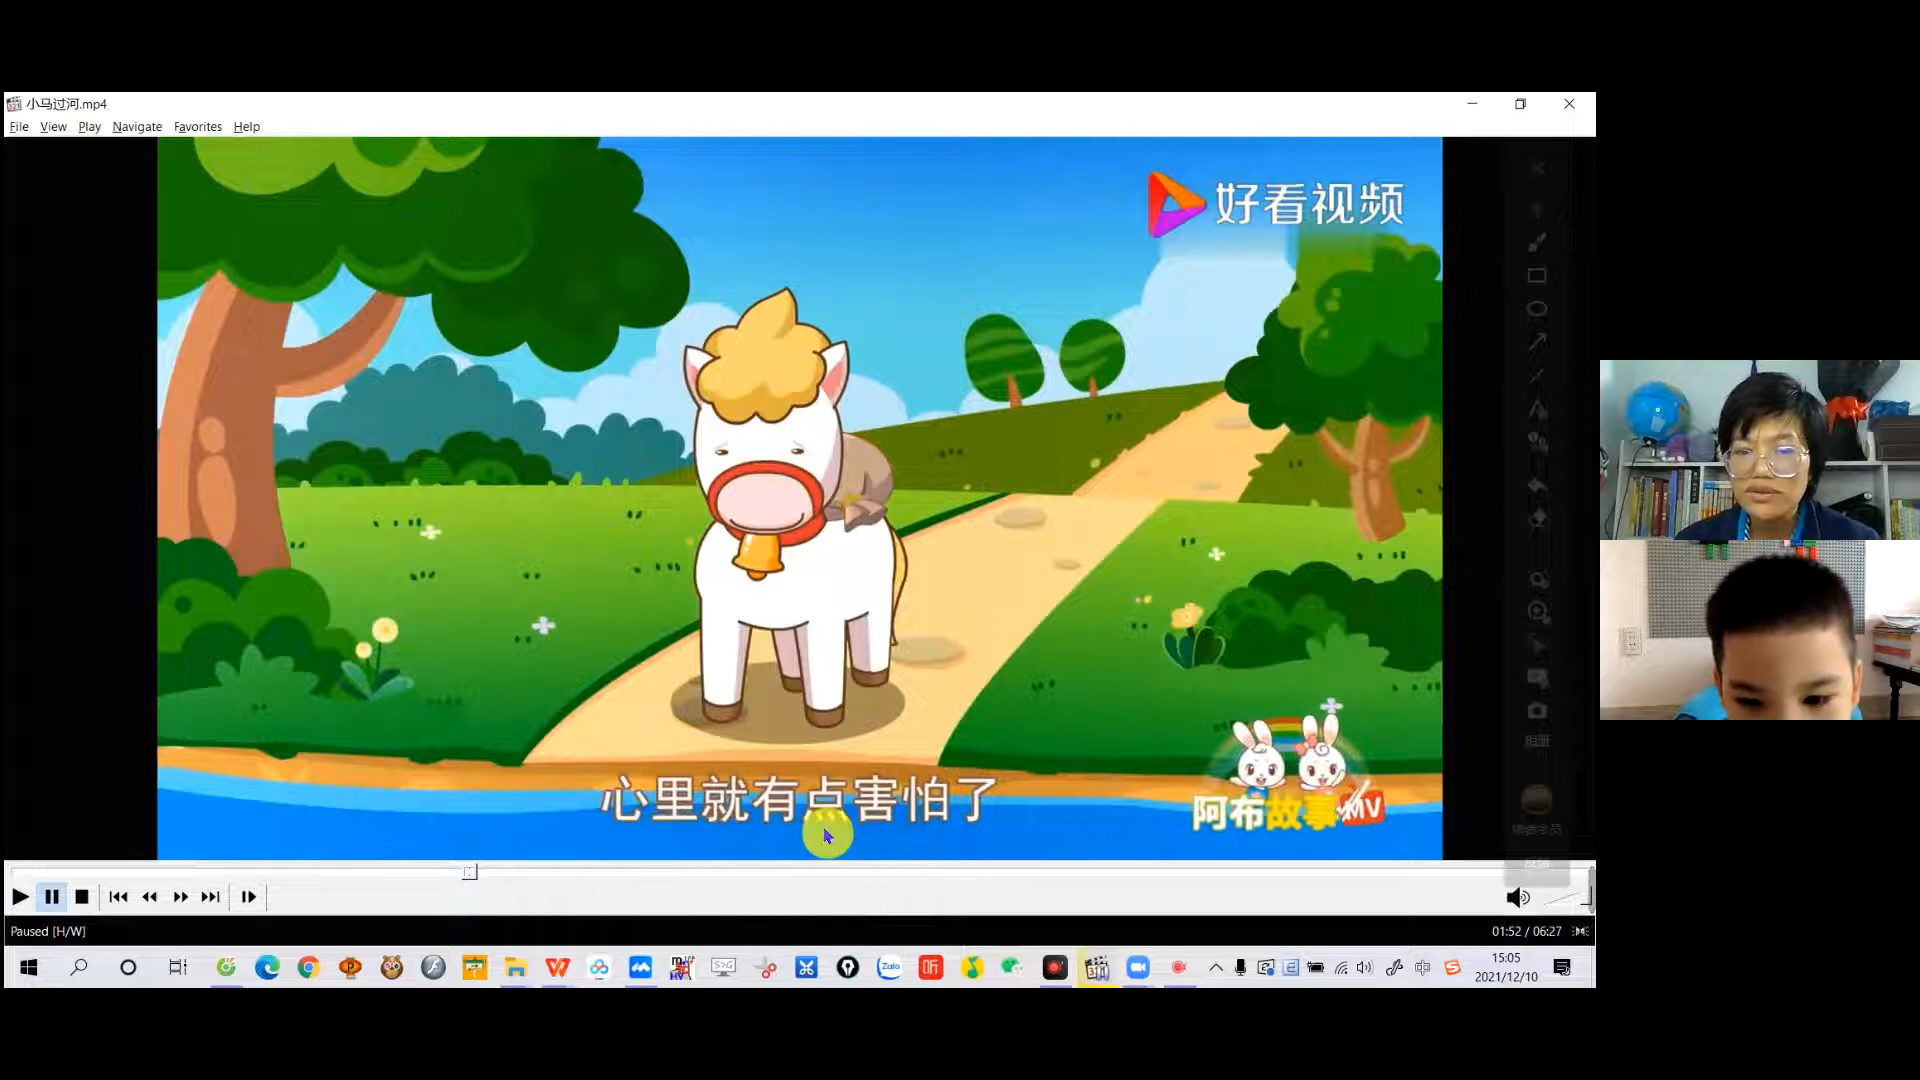 小马过河.mp4
File View Play Navigate Favorites Help
好看视频
心里就有点害怕了
阿布故事MV
Paused [H/W]
01:52 / 06:27
Zalo
听
15:05
2021/12/10